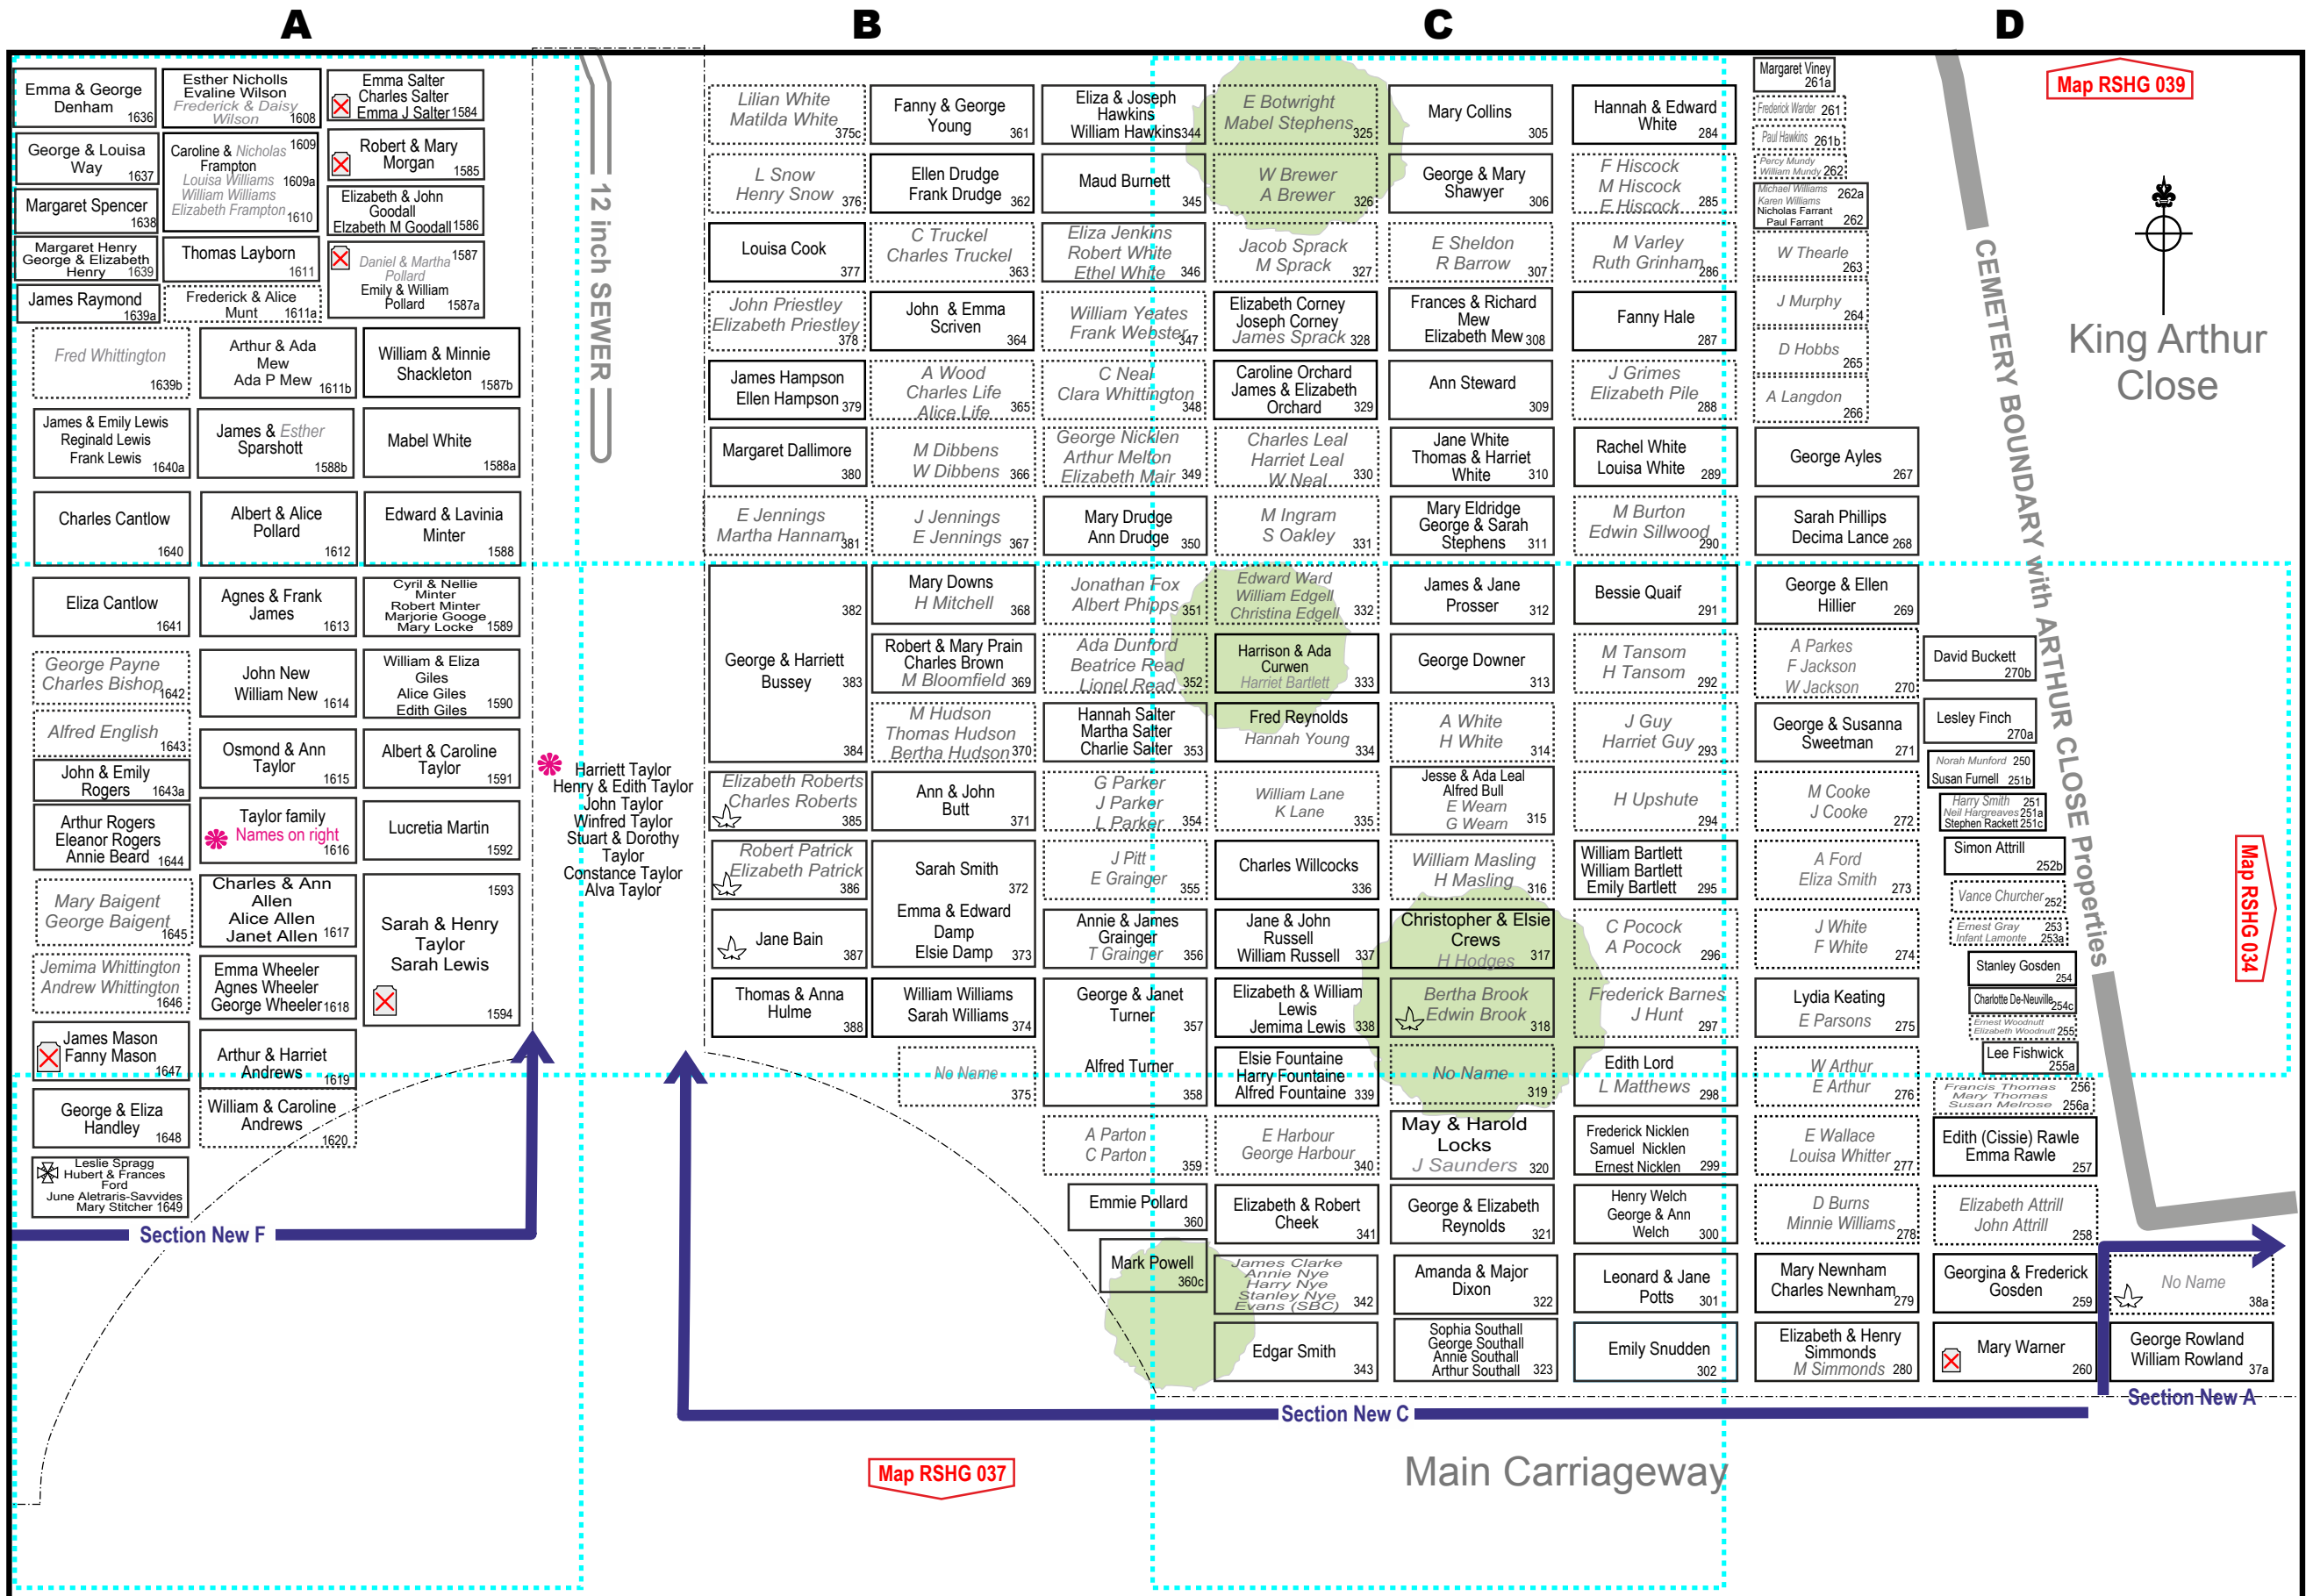 A
B
C
D
Emma & George
Denham
1636
Esther Nicholls
Evaline Wilson
Frederick & Daisy
Wilson
1608
Emma Salter
Charles Salter
Emma J Salter 1584
George & Louisa
Way
1637
Caroline & Nicholas 1609
Frampton
Louisa Williams 1609a
William Williams
Elizabeth Frampton 1610
Robert & Mary
Morgan
1585
Margaret Spencer
1638
Elizabeth & John
Goodall
Elzabeth M Goodall 1586
Margaret Henry
George & Elizabeth
Henry 1639
Thomas Layborn
1611
Daniel & Martha 1587
Pollard
Emily & William
Pollard 1587a
James Raymond
1639a
Frederick & Alice
Munt 1611a
Fred Whittington
1639b
Arthur & Ada
Mew
Ada P Mew 1611b
William & Minnie
Shackleton
1587b
James & Emily Lewis
Reginald Lewis
Frank Lewis 1640a
James & Esther
Sparshott
1588b
Mabel White
1588a
Charles Cantlow
1640
Albert & Alice
Pollard
1612
Edward & Lavinia
Minter
1588
Eliza Cantlow
1641
Agnes & Frank
James
1613
Cyril & Nellie
Minter
Robert Minter
Marjorie Googe
Mary Locke 1589
George Payne
Charles Bishop 1642
John New
William New
1614
William & Eliza
Giles
Alice Giles
Edith Giles 1590
Alfred English
1643
Osmond & Ann
Taylor
1615
Albert & Caroline
Taylor
1591
John & Emily
Rogers 1643a
Arthur Rogers
Eleanor Rogers
Annie Beard 1644
Taylor family
Names on right
1616
Lucretia Martin
1592
Mary Baigent
George Baigent
1645
Charles & Ann
Allen
Alice Allen
Janet Allen 1617
1593
Sarah & Henry
Taylor
Sarah Lewis
1594
Jemima Whittington
Andrew Whittington
1646
Emma Wheeler
Agnes Wheeler
George Wheeler 1618
James Mason
Fanny Mason
1647
Arthur & Harriet
Andrews
1619
George & Eliza
Handley
1648
William & Caroline
Andrews
1620
Leslie Spragg
Hubert & Frances
Ford
June Aletraris-Savvides
Mary Stitcher 1649
Section New F
12 inch SEWER
Harriett Taylor
Henry & Edith Taylor
John Taylor
Winfred Taylor
Stuart & Dorothy
Taylor
Constance Taylor
Alva Taylor
Lilian White
Matilda White
375c
Fanny & George
Young
361
Eliza & Joseph
Hawkins
William Hawkins 344
E Botwright
Mabel Stephens 325
Mary Collins
305
Hannah & Edward
White
284
L Snow
Henry Snow
376
Ellen Drudge
Frank Drudge
362
Maud Burnett
345
W Brewer
A Brewer
326
George & Mary
Shawyer
306
F Hiscock
M Hiscock
E Hiscock 285
Louisa Cook
377
C Truckel
Charles Truckel
363
Eliza Jenkins
Robert White
Ethel White 346
Jacob Sprack
M Sprack
327
E Sheldon
R Barrow
307
M Varley
Ruth Grinham 286
John Priestley
Elizabeth Priestley
378
John & Emma
Scriven
364
William Yeates
Frank Webster 347
Elizabeth Corney
Joseph Corney
James Sprack 328
Frances & Richard
Mew
Elizabeth Mew 308
Fanny Hale
287
James Hampson
Ellen Hampson 379
A Wood
Charles Life
Alice Life 365
C Neal
Clara Whittington
348
Caroline Orchard
James & Elizabeth
Orchard 329
Ann Steward
309
J Grimes
Elizabeth Pile
288
Margaret Dallimore
380
M Dibbens
W Dibbens 366
George Nicklen
Arthur Melton
Elizabeth Mair 349
Charles Leal
Harriet Leal
W Neal 330
Jane White
Thomas & Harriet
White 310
Rachel White
Louisa White
289
E Jennings
Martha Hannam 381
J Jennings
E Jennings
367
Mary Drudge
Ann Drudge 350
M Ingram
S Oakley
331
Mary Eldridge
George & Sarah
Stephens 311
M Burton
Edwin Sillwood
290
382
George & Harriett
Bussey
383
384
Mary Downs
H Mitchell 368
Jonathan Fox
Albert Phipps 351
Edward Ward
William Edgell
Christina Edgell 332
James & Jane
Prosser
312
Bessie Quaif
291
Robert & Mary Prain
Charles Brown
M Bloomfield 369
Ada Dunford
Beatrice Read
Lionel Read 352
Harrison & Ada
Curwen
Harriet Bartlett 333
George Downer
313
M Tansom
H Tansom
292
M Hudson
Thomas Hudson
Bertha Hudson 370
Hannah Salter
Martha Salter
Charlie Salter 353
Fred Reynolds
Hannah Young 334
A White
H White
314
J Guy
Harriet Guy 293
Elizabeth Roberts
Charles Roberts
385
Ann & John
Butt
371
G Parker
J Parker
L Parker 354
William Lane
K Lane
335
Jesse & Ada Leal
Alfred Bull
E Wearn
G Wearn 315
H Upshute
294
Robert Patrick
Elizabeth Patrick
386
Sarah Smith
372
Emma & Edward
Damp
Elsie Damp 373
J Pitt
E Grainger
355
Charles Willcocks
336
William Masling
H Masling 316
William Bartlett
William Bartlett
Emily Bartlett 295
Jane Bain
387
Annie & James
Grainger
T Grainger 356
Jane & John
Russell
William Russell 337
Christopher & Elsie
Crews
H Hodges 317
C Pocock
A Pocock
296
Thomas & Anna
Hulme
388
William Williams
Sarah Williams
374
George & Janet
Turner
357
Alfred Turner
358
Elizabeth & William
Lewis
Jemima Lewis 338
Bertha Brook
Edwin Brook
318
Frederick Barnes
J Hunt
297
No Name
375
Elsie Fountaine
Harry Fountaine
Alfred Fountaine 339
No Name
319
Edith Lord
L Matthews 298
A Parton
C Parton
359
E Harbour
George Harbour
340
May & Harold
Locks
J Saunders 320
Frederick Nicklen
Samuel Nicklen
Ernest Nicklen 299
Emmie Pollard
360
Elizabeth & Robert
Cheek
341
George & Elizabeth
Reynolds
321
Henry Welch
George & Ann
Welch 300
Mark Powell
360c
James Clarke
Annie Nye
Harry Nye
Stanley Nye
Evans (SBC) 342
Amanda & Major
Dixon
322
Leonard & Jane
Potts 301
Edgar Smith
343
Sophia Southall
George Southall
Annie Southall
Arthur Southall 323
Emily Snudden
302
Margaret Viney
261a
Frederick Warder 261
Paul Hawkins 261b
Percy Mundy
William Mundy 262
Michael Williams 262a
Karen Williams
Nicholas Farrant
Paul Farrant 262
W Thearle
263
J Murphy
264
D Hobbs
265
A Langdon
266
George Ayles
267
Sarah Phillips
Decima Lance 268
George & Ellen
Hillier
269
A Parkes
F Jackson
W Jackson 270
David Buckett
270b
George & Susanna
Sweetman
271
Lesley Finch
270a
Norah Munford 250
Susan Furnell 251b
M Cooke
J Cooke
272
Harry Smith 251
Neil Hargreaves 251a
Stephen Rackett 251c
A Ford
Eliza Smith
273
Simon Attrill
252b
Vance Churcher 252
J White
F White
274
Ernest Gray 253
Infant Lamonte 253a
Stanley Gosden
254
Lydia Keating
E Parsons 275
Charlotte De-Neuville 254c
Ernest Woodnutt
Elizabeth Woodnutt 255
Lee Fishwick
255a
W Arthur
E Arthur 276
Francis Thomas 256
Mary Thomas
Susan Melrose 256a
E Wallace
Louisa Whitter
277
Edith (Cissie) Rawle
Emma Rawle
257
D Burns
Minnie Williams
278
Elizabeth Attrill
John Attrill
258
Mary Newnham
Charles Newnham 279
Georgina & Frederick
Gosden
259
No Name
38a
Elizabeth & Henry
Simmonds
M Simmonds 280
Mary Warner
260
George Rowland
William Rowland
37a
Map RSHG 039
King Arthur
Close
CEMETERY BOUNDARY with ARTHUR CLOSE Properties
Map RSHG 034
Section New A
Section New C
Map RSHG 037
Main Carriageway